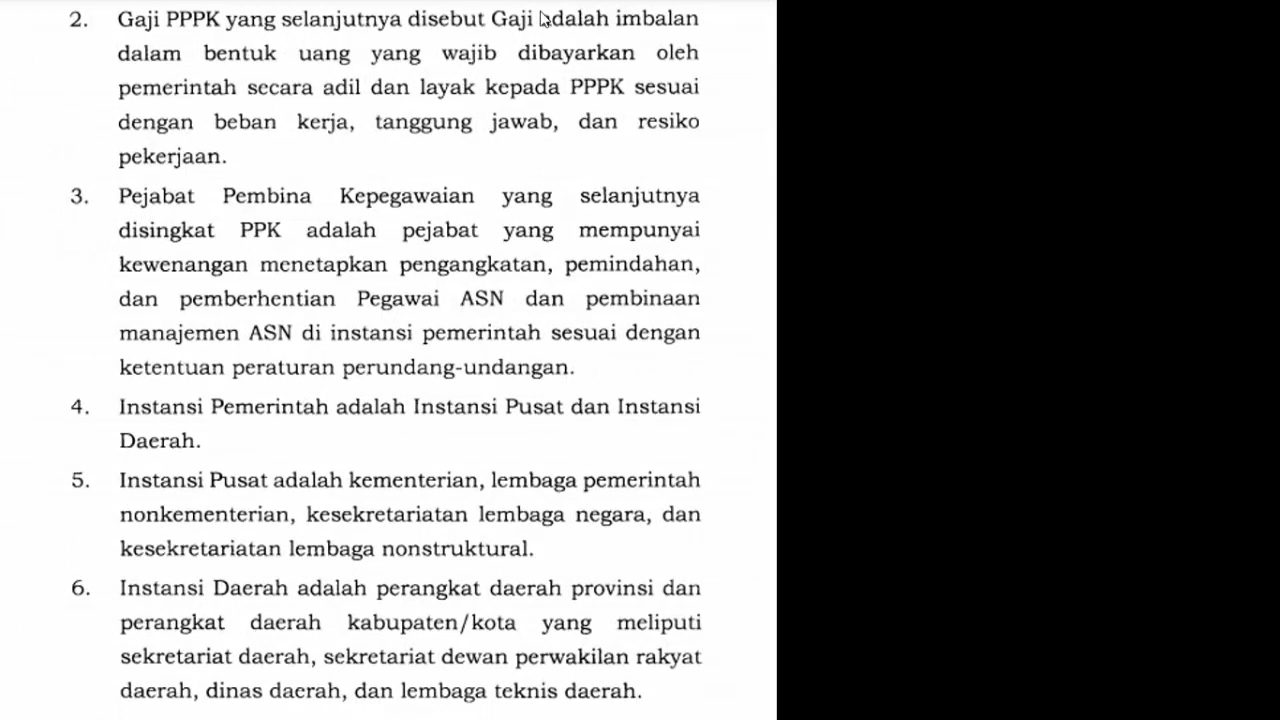 2. Gaji PPPK yang selanjutnya disebut Gaji adalah imbalan
dalam bentuk uang yang wajib dibayarkan oleh
pemerintah secara adil dan layak kepada PPPK sesuai
dengan beban kerja, tanggung jawab, dan resiko
pekerjaan.
3. Pejabat Pembina Kepegawaian yang selanjutnya
disingkat PPK adalah pejabat yang mempunyai
kewenangan menetapkan pengangkatan, pemindahan,
dan pemberhentian Pegawai ASN dan pembinaan
manajemen ASN di instansi pemerintah sesuai dengan
ketentuan peraturan perundang-undangan.
4. Instansi Pemerintah adalah Instansi Pusat dan Instansi
Daerah.
5. Instansi Pusat adalah kementerian, lembaga pemerintah
nonkementerian, kesekretariatan lembaga negara, dan
kesekretariatan lembaga nonstruktural.
6. Instansi Daerah adalah perangkat daerah provinsi dan
perangkat daerah kabupaten/kota yang meliputi
sekretariat daerah, sekretariat dewan perwakilan rakyat
daerah, dinas daerah, dan lembaga teknis daerah.